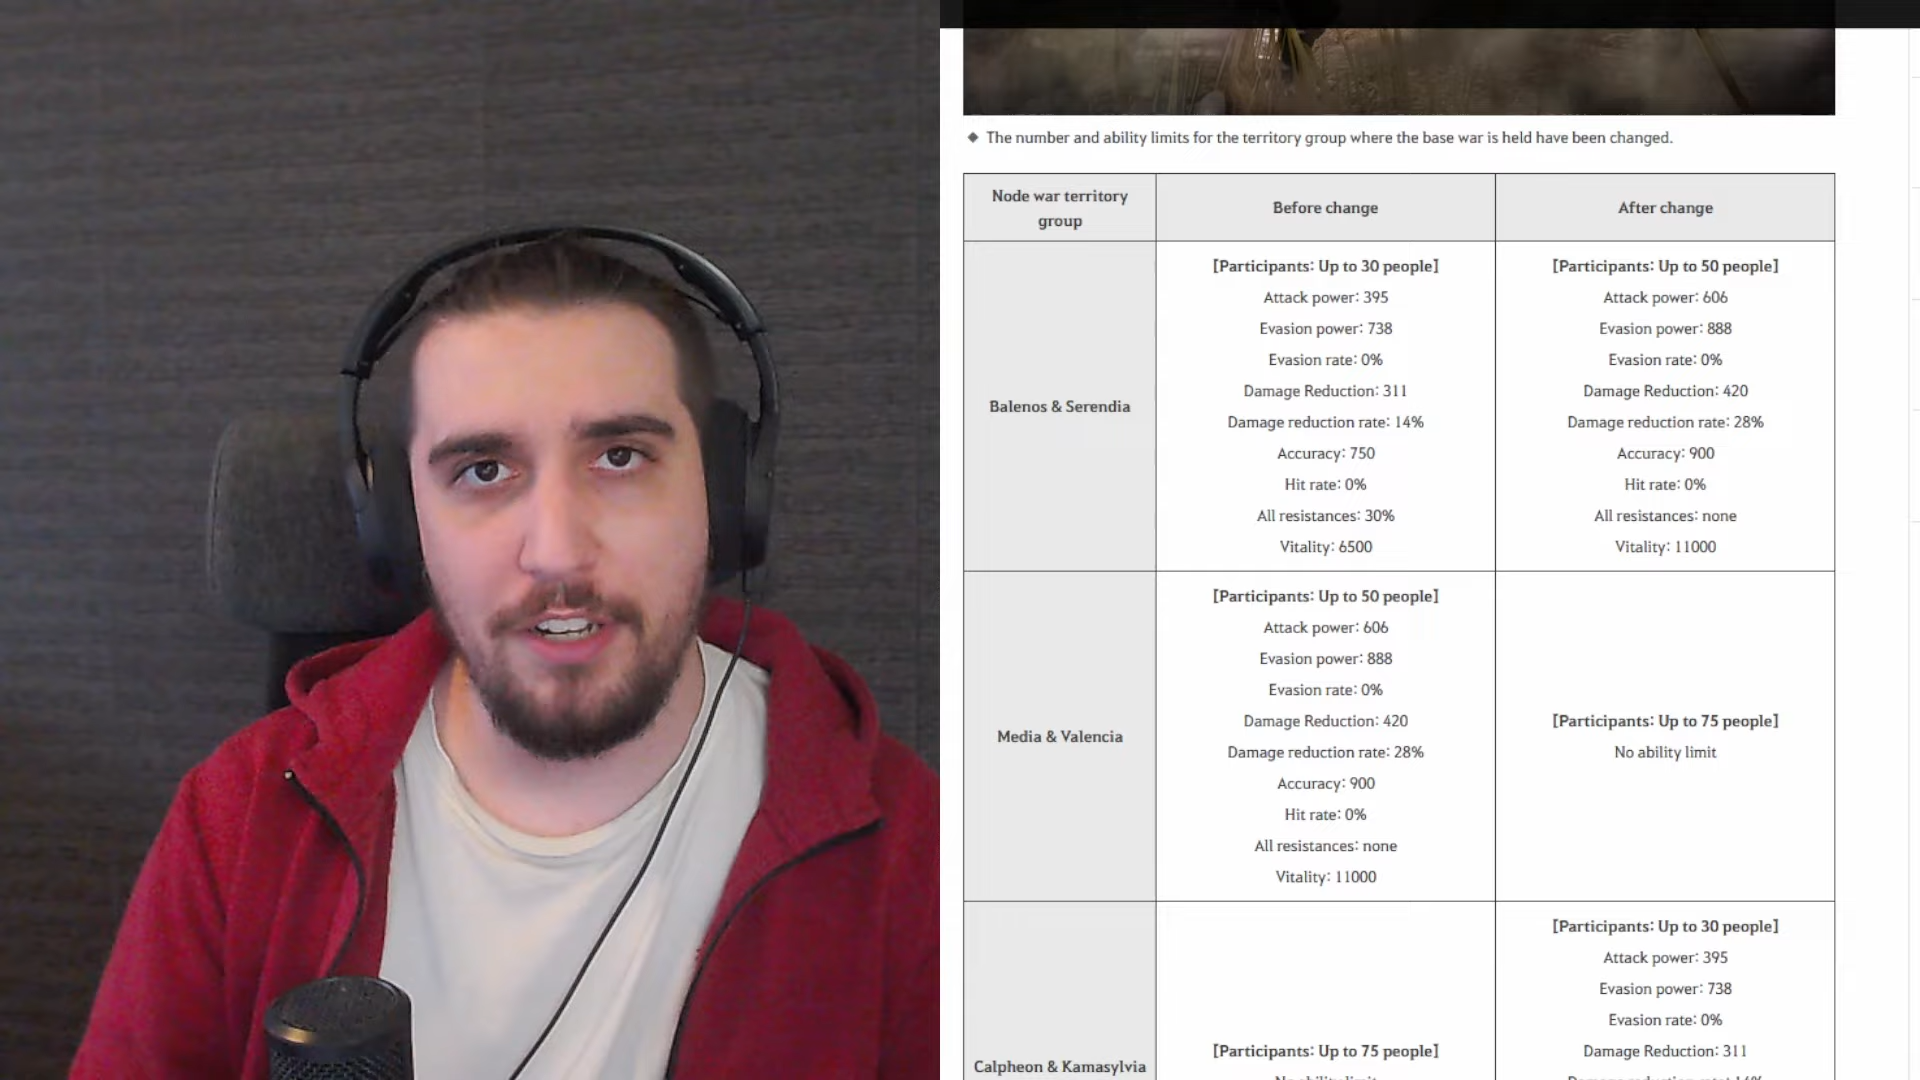 ◆ The number and ability limits for the territory group where the base war is held have been changed.
Node war territory
group
Before change
After change
Balenos & Serendia
[Participants: Up to 30 people]
Attack power: 395
Evasion power: 738
Evasion rate: 0%
Damage Reduction: 311
Damage reduction rate: 14%
Accuracy: 750
Hit rate: 0%
All resistances: 30%
Vitality: 6500
[Participants: Up to 50 people]
Attack power: 606
Evasion power: 888
Evasion rate: 0%
Damage Reduction: 420
Damage reduction rate: 28%
Accuracy: 900
Hit rate: 0%
All resistances: none
Vitality: 11000
Media & Valencia
[Participants: Up to 50 people]
Attack power: 606
Evasion power: 888
Evasion rate: 0%
Damage Reduction: 420
Damage reduction rate: 28%
Accuracy: 900
Hit rate: 0%
All resistances: none
Vitality: 11000
[Participants: Up to 75 people]
No ability limit
Calpheon & Kamasylvia
[Participants: Up to 75 people]
No ability limit
[Participants: Up to 30 people]
Attack power: 395
Evasion power: 738
Evasion rate: 0%
Damage Reduction: 311
Damage reduction rate: 14%